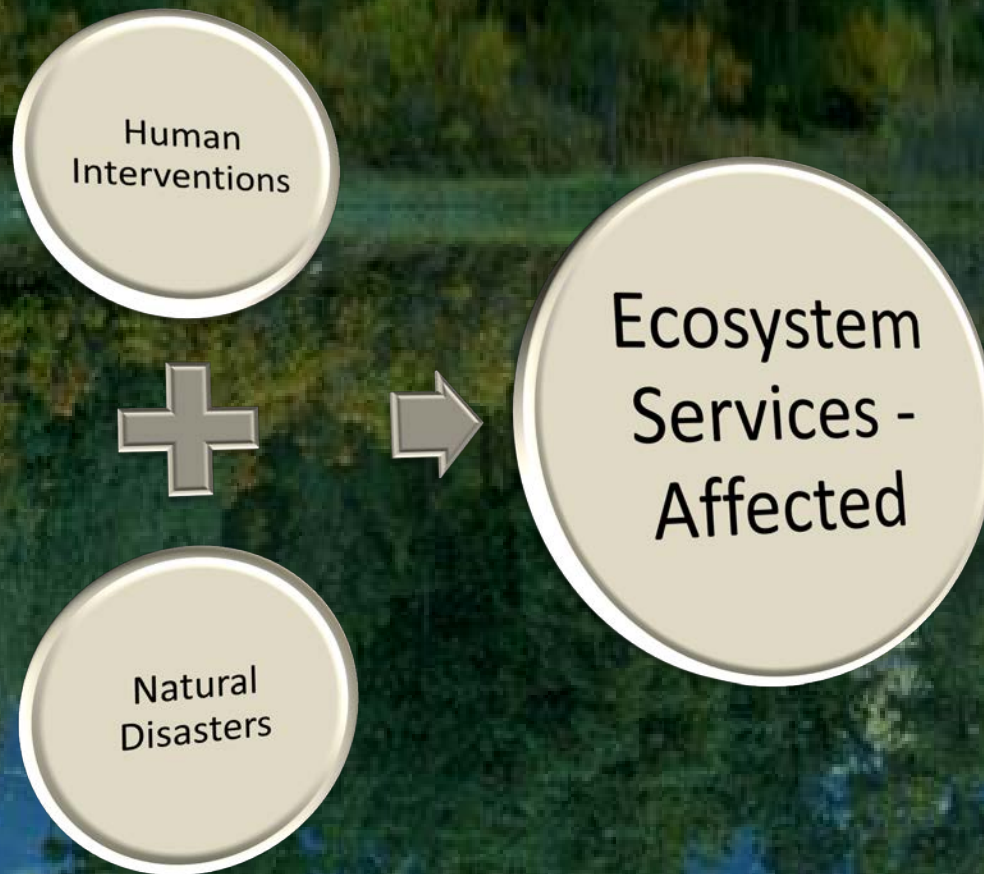 Human
Interventions
Natural
Disasters
Ecosystem
Services -
Affected